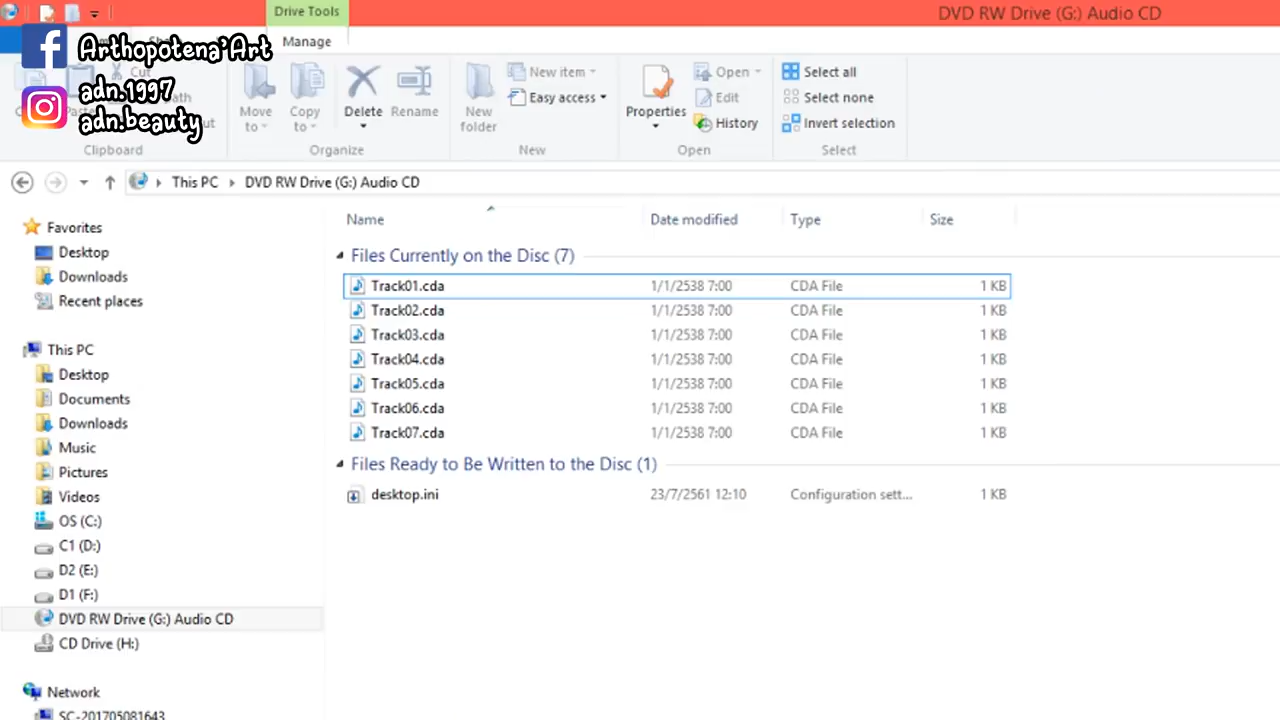 Drive Tools
DVD RW Drive (G:) Audio CD
Manage
Arthopotena'Art
adn.1997
adn.beauty
Cut
Move to
Copy to
Delete
Rename
New folder
New item
Easy access
Properties
Open
Edit
History
Select all
Select none
Invert selection
Clipboard
Organize
New
Open
Select
This PC
DVD RW Drive (G:) Audio CD
Name Date modified Type Size
Favorites
Desktop
Downloads
Recent places
This PC
Desktop
Documents
Downloads
Music
Pictures
Videos
OS (C:)
C1 (D:)
D2 (E:)
D1 (F:)
DVD RW Drive (G:) Audio CD
CD Drive (H:)
Network
SC-201705081643
Files Currently on the Disc (7)
Track01.cda 1/1/2538 7:00 CDA File 1 KB
Track02.cda 1/1/2538 7:00 CDA File 1 KB
Track03.cda 1/1/2538 7:00 CDA File 1 KB
Track04.cda 1/1/2538 7:00 CDA File 1 KB
Track05.cda 1/1/2538 7:00 CDA File 1 KB
Track06.cda 1/1/2538 7:00 CDA File 1 KB
Track07.cda 1/1/2538 7:00 CDA File 1 KB
Files Ready to Be Written to the Disc (1)
desktop.ini 23/7/2561 12:10 Configuration sett... 1 KB